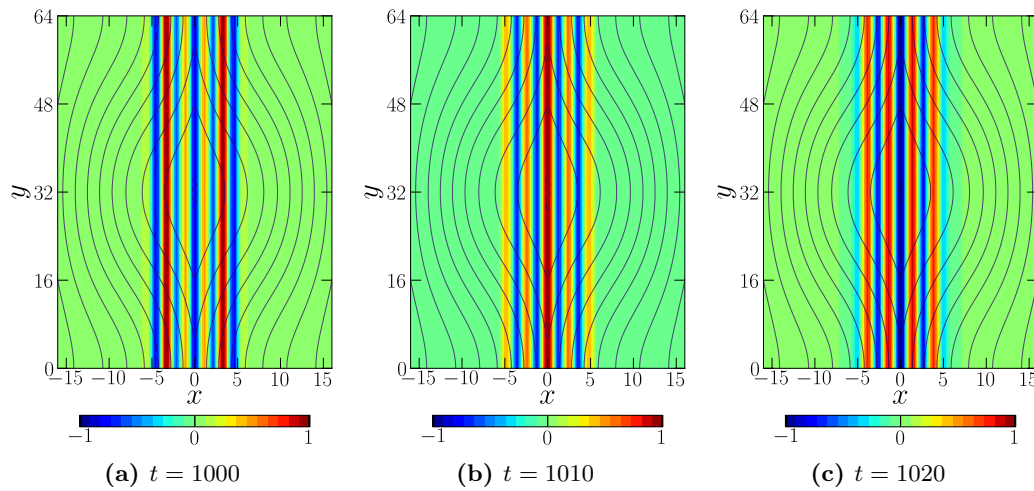 64 64 64
48 48 48
y 32 y 32 y 32
16 16 16
0 0 0
−15 −10 −5 0 5 10 15 −15 −10 −5 0 5 10 15 −15 −10 −5 0 5 10 15
x x x
−1 0 1 −1 0 1 −1 0 1
(a) t = 1000 (b) t = 1010 (c) t = 1020